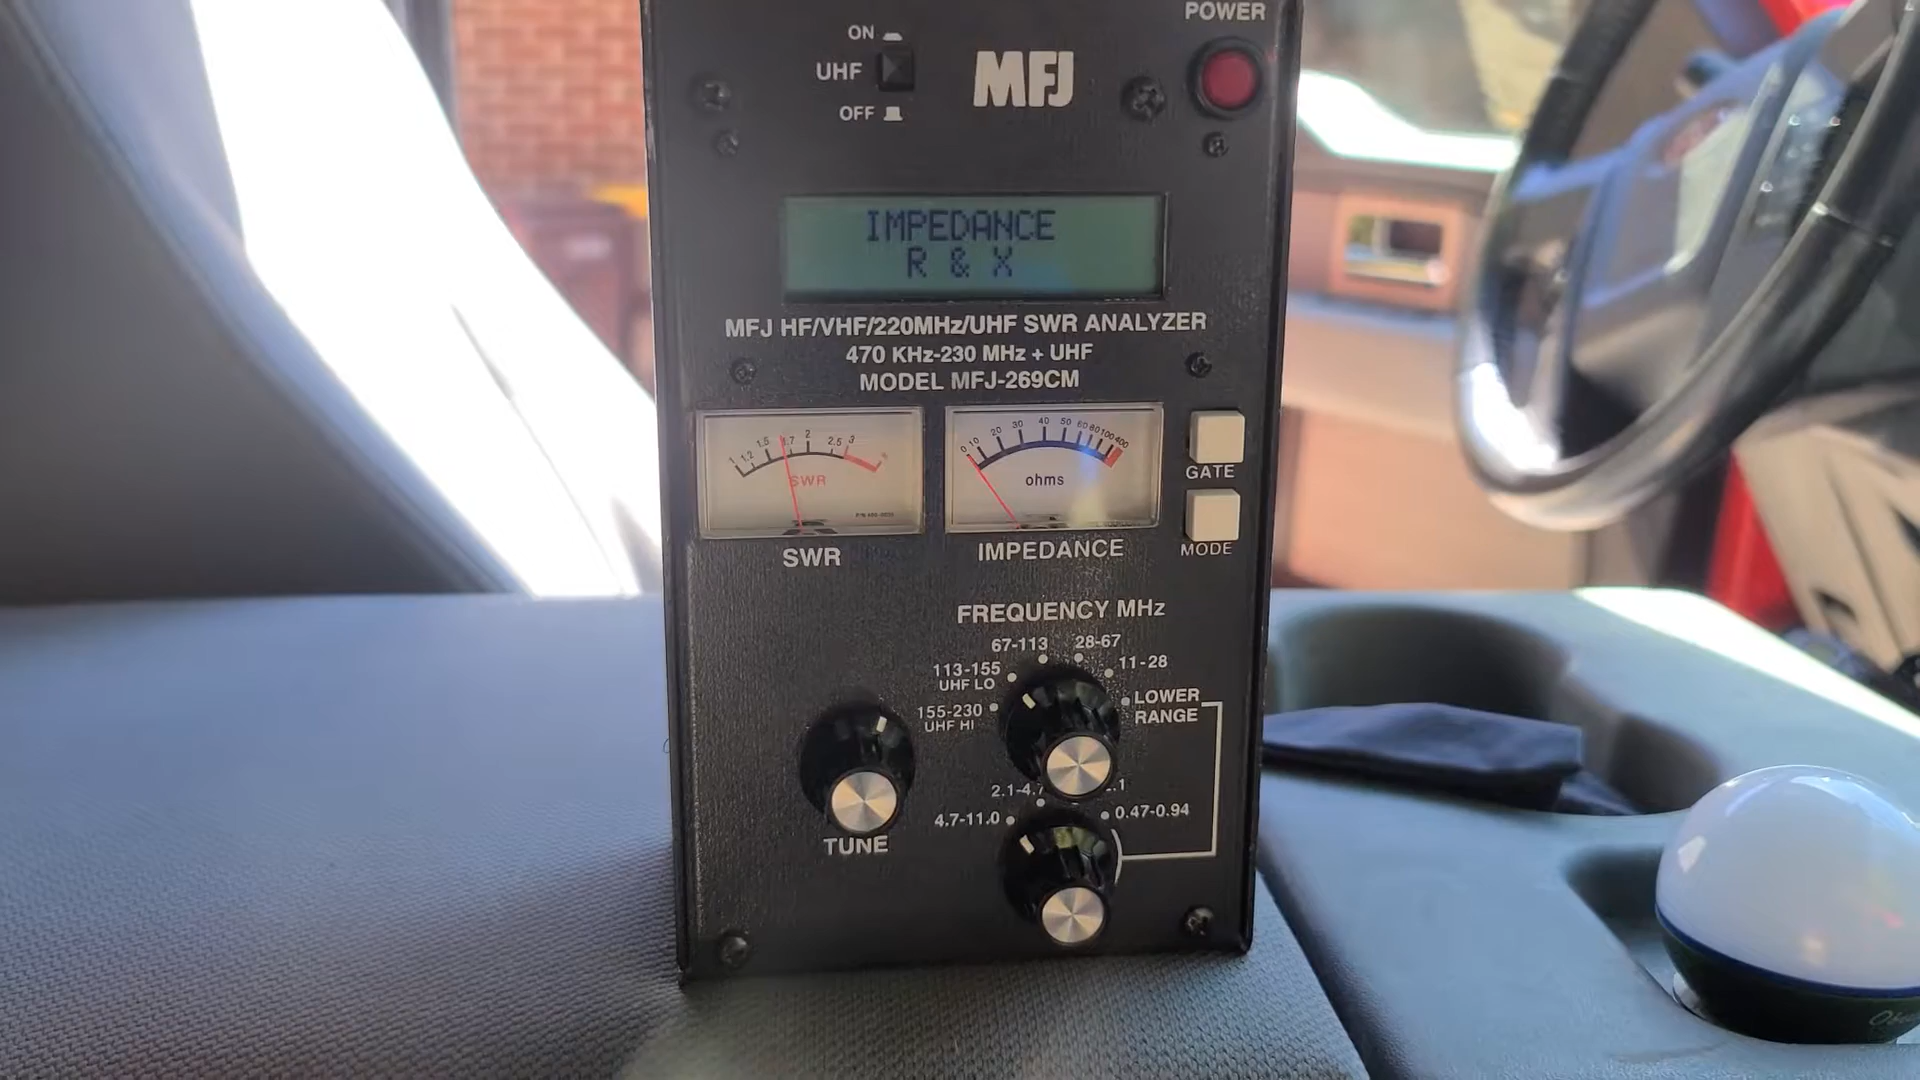 POWER
ON
UHF
OFF
MFJ
IMPEDANCE
R & X
MFJ HF/VHF/220MHz/UHF SWR ANALYZER
470 KHz-230 MHz + UHF
MODEL MFJ-269CM
1 1.2 1.5 1.7 2 2.5 3
SWR
0 10 20 30 40 50 60 80 100 400
ohms
GATE
MODE
SWR
IMPEDANCE
FREQUENCY MHz
67-113
28-67
113-155
UHF LO
11-28
155-230
UHF HI
LOWER
RANGE
2.1-4.7
4.7-11.0
0.47-0.94
TUNE